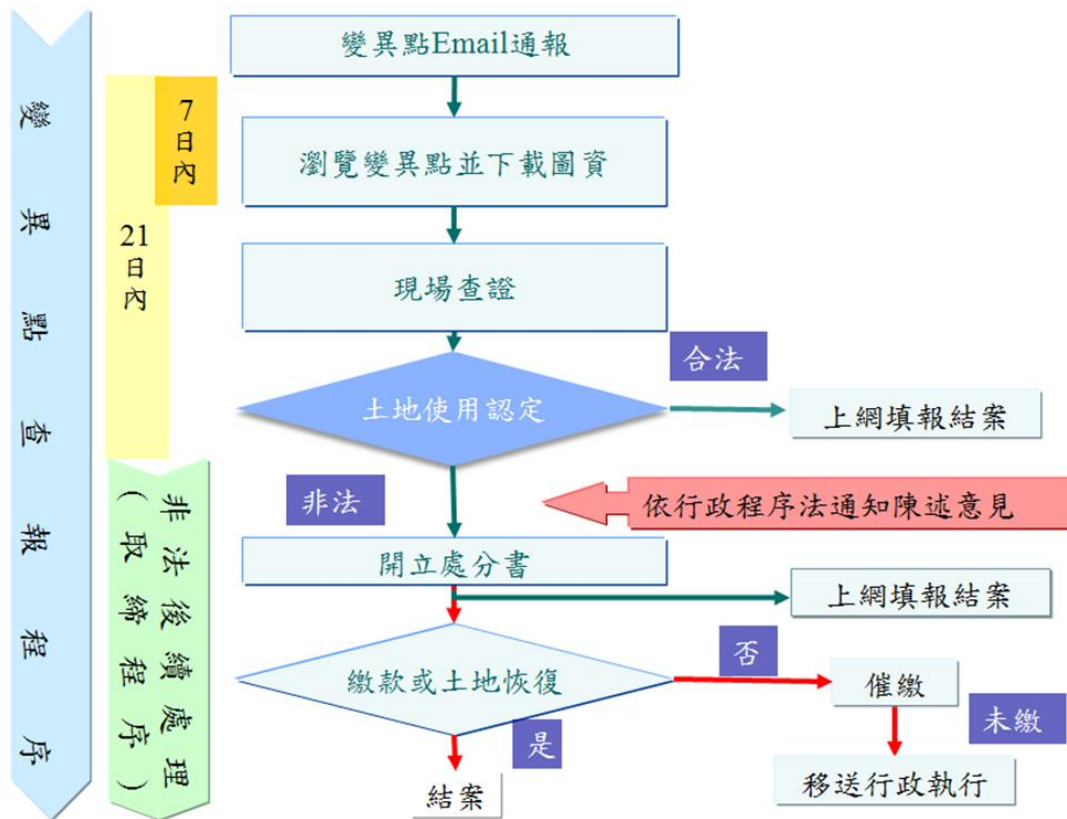 變異點查報程序
變異點Email通報
7日內
瀏覽變異點並下載圖資
21日內
現場查證
合法
土地使用認定
上網填報結案
非法
依行政程序法通知陳述意見
非法後續處理
(取締程序)
開立處分書
上網填報結案
否
繳款或土地恢復
催繳
是
未繳
結案
移送行政執行